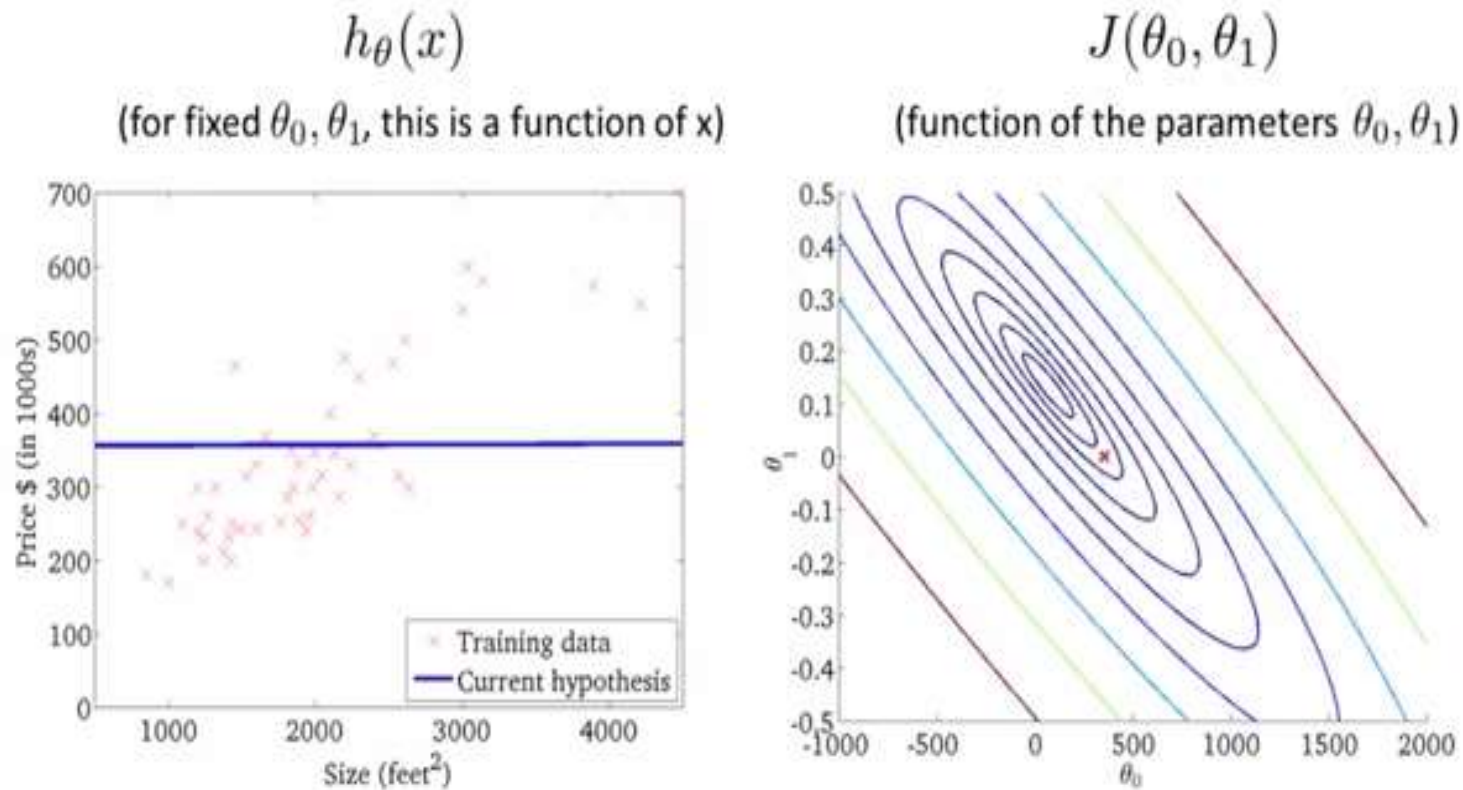 hθ(x)
(for fixed θ0, θ1, this is a function of x)
700
600
500
400
300
200
100
0
Price $ (in 1000s)
1000 2000 3000 4000
Size (feet²)
Training data
Current hypothesis
J(θ0, θ1)
(function of the parameters θ0, θ1)
0.5
0.4
0.3
0.2
0.1
0
-0.1
-0.2
-0.3
-0.4
-0.5
θ1
-1000 -500 0 500 1000 1500 2000
θ0